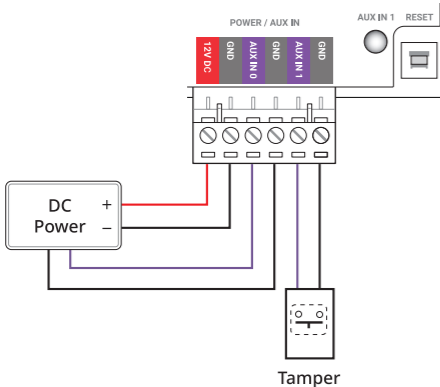 AUX IN 1 RESET
POWER / AUX IN
12V DC
GND
AUX IN 0
GND
AUX IN 1
GND
DC
Power
+
−
Tamper